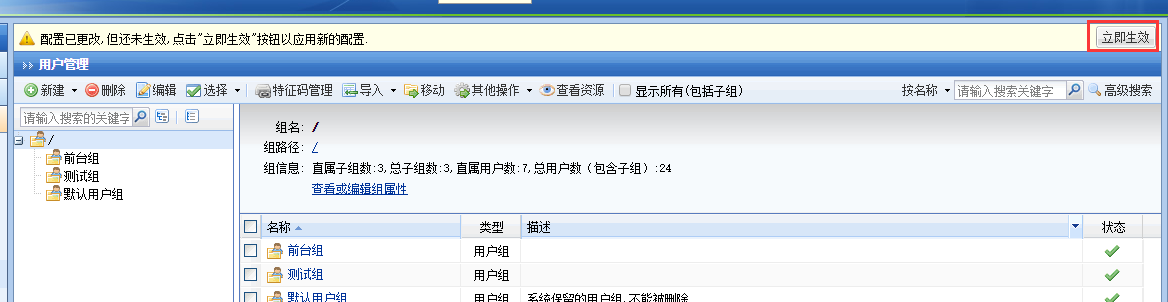 配置已更改,但还未生效,点击"立即生效"按钮以应用新的配置.
立即生效
用户管理
新建 删除 编辑 选择 特征码管理 导入 移动 其他操作 查看资源 显示所有(包括子组) 按名称 请输入搜索关键字 高级搜索
请输入搜索的关键字
/
前台组
测试组
默认用户组
组名: /
组路径: /
组信息: 直属子组数:3,总子组数:3,直属用户数:7,总用户数（包含子组）:24
查看或编辑组属性
名称 类型 描述 状态
前台组 用户组
测试组 用户组
默认用户组 用户组 系统保留的用户组,不能被删除